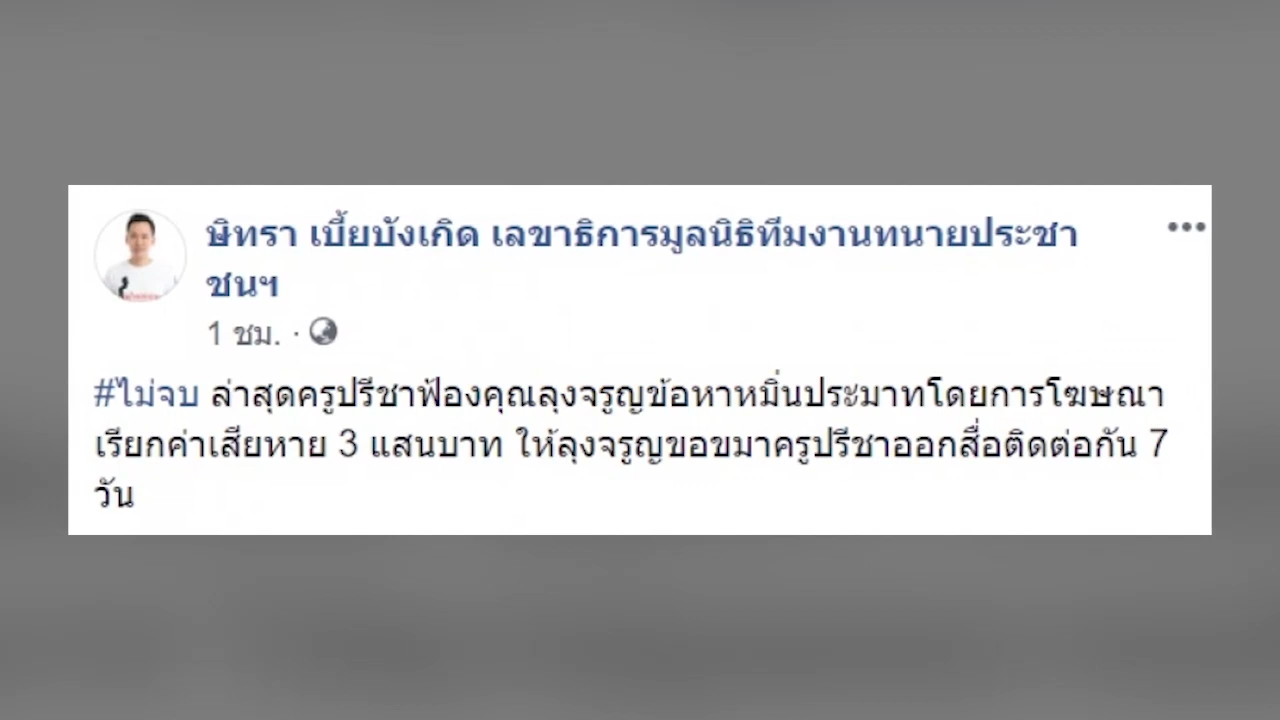 ษิทรา เบี้ยบังเกิด เลขาธิการมูลนิธิทีมงานทนายประชา
ชนฯ
1 ชม. ·
#ไม่จบ ล่าสุดครูปรีชาฟ้องคุณลุงจรูญข้อหาหมิ่นประมาทโดยการโฆษณา
เรียกค่าเสียหาย 3 แสนบาท ให้ลุงจรูญขอขมาครูปรีชาออกสื่อติดต่อกัน 7
วัน